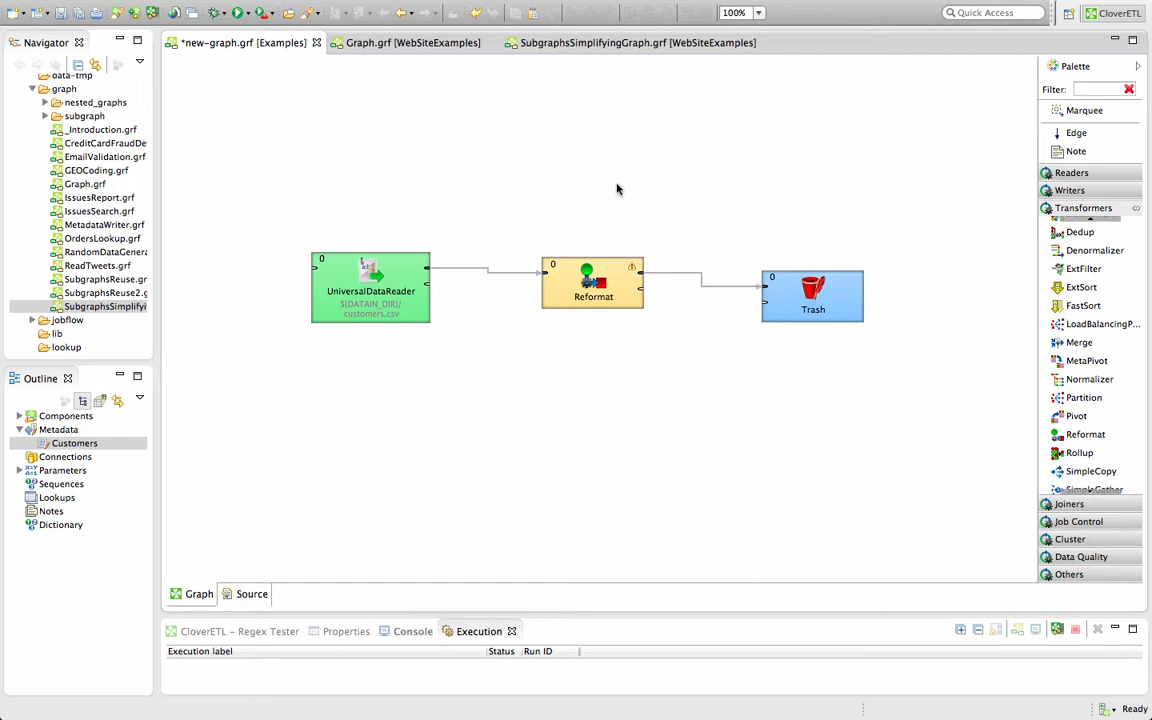 100%
Quick Access
CloverETL
Navigator
*new-graph.grf [Examples]
Graph.grf [WebSiteExamples]
SubgraphsSimplifyingGraph.grf [WebSiteExamples]
data-tmp
graph
nested_graphs
subgraph
_Introduction.grf
CreditCardFraudDe
EmailValidation.grf
GEOCoding.grf
Graph.grf
IssuesReport.grf
IssuesSearch.grf
MetadataWriter.grf
OrdersLookup.grf
RandomDataGenera
ReadTweets.grf
SubgraphsReuse.g
SubgraphsReuse2.g
SubgraphsSimplifyi
jobflow
lib
lookup
Outline
Components
Metadata
Customers
Connections
Parameters
Sequences
Lookups
Notes
Dictionary
0
UniversalDataReader
${DATAIN_DIR}/
customers.csv
0
Reformat
0
Trash
Palette
Filter:
Marquee
Edge
Note
Readers
Writers
Transformers
Dedup
Denormalizer
ExtFilter
ExtSort
FastSort
LoadBalancingP...
Merge
MetaPivot
Normalizer
Partition
Pivot
Reformat
Rollup
SimpleCopy
SimpleGather
Joiners
Job Control
Cluster
Data Quality
Others
Graph
Source
CloverETL - Regex Tester
Properties
Console
Execution
Execution label
Status
Run ID
Ready